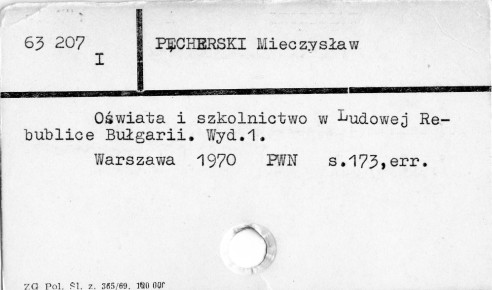 63 207
I
PĘCHERSKI Mieczysław
Oświata i szkolnictwo w Ludowej Re-
bublice Bułgarii. Wyd.1.
Warszawa 1970 PWN s.173,err.
ZG Pol. Śl. z. 365/69. 100 000